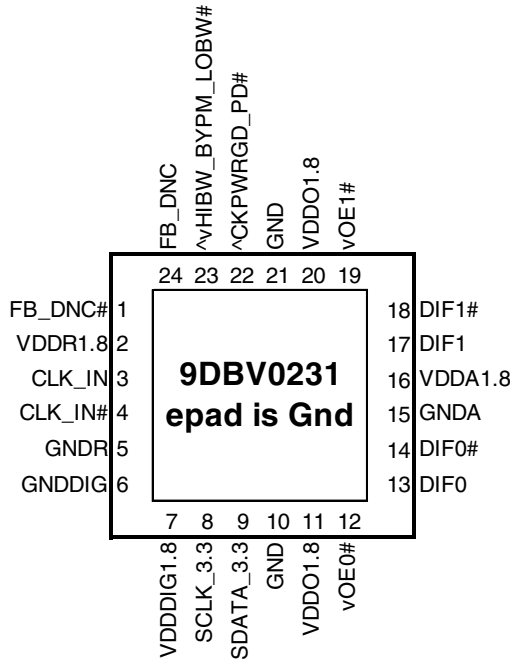 FB_DNC
^vHIBW_BYPM_LOBW#
^CKPWRGD_PD#
GND
VDDO1.8
vOE1#
24 23 22 21 20 19
FB_DNC# 1
VDDR1.8 2
CLK_IN 3
CLK_IN# 4
GNDR 5
GNDDIG 6
9DBV0231
epad is Gnd
18 DIF1#
17 DIF1
16 VDDA1.8
15 GNDA
14 DIF0#
13 DIF0
7 8 9 10 11 12
VDDDIG1.8
SCLK_3.3
SDATA_3.3
GND
VDDO1.8
vOE0#